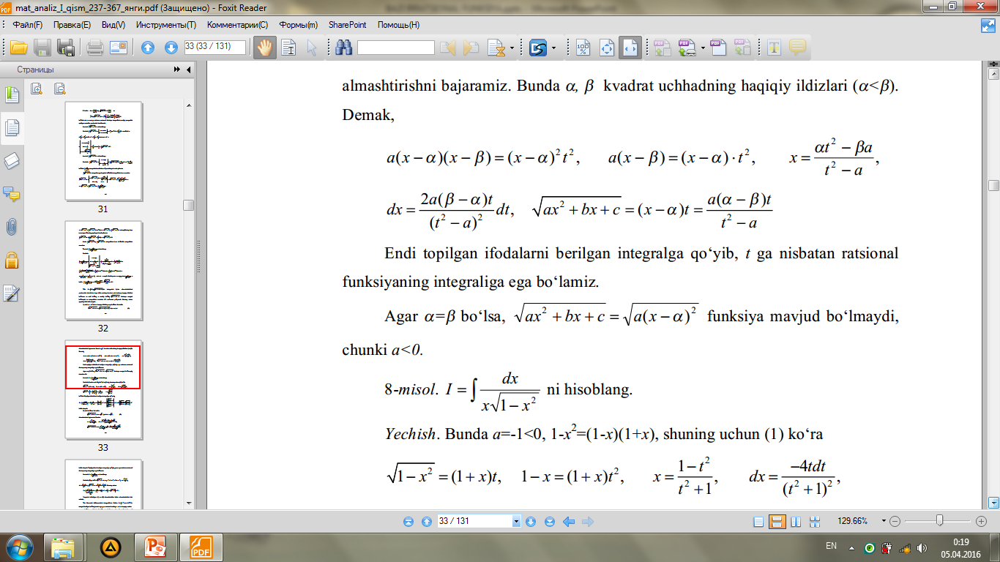 mat_analiz_I_qism_237-367_янги.pdf (Защищено) - Foxit Reader
Файл(F) Правка(E) Вид(V) Инструменты(T) Комментарии(C) Формы(m) SharePoint Помощь(H)
33 (33 / 131)
Страницы
31
32
33
almashtirishni bajaramiz. Bunda α, β kvadrat uchhadning haqiqiy ildizlari (α<β).
Demak,
a(x − α)(x − β) = (x − α)²t², a(x − β) = (x − α)·t², x = (αt² − βa)/(t² − a),
dx = (2a(β − α)t)/((t² − a)²) dt, √(ax² + bx + c) = (x − α)t = (a(α − β)t)/(t² − a)
Endi topilgan ifodalarni berilgan integralga qo‘yib, t ga nisbatan ratsional
funksiyaning integraliga ega bo‘lamiz.
Agar α=β bo‘lsa, √(ax² + bx + c) = √(a(x − α)²) funksiya mavjud bo‘lmaydi,
chunki a<0.
8-misol. I = ∫ dx/(x√(1 − x²)) ni hisoblang.
Yechish. Bunda a=-1<0, 1-x²=(1-x)(1+x), shuning uchun (1) ko‘ra
√(1 − x²) = (1 + x)t, 1 − x = (1 + x)t², x = (1 − t²)/(t² + 1), dx = (−4tdt)/((t² + 1)²),
33 / 131
129.66%
EN
0:19
05.04.2016